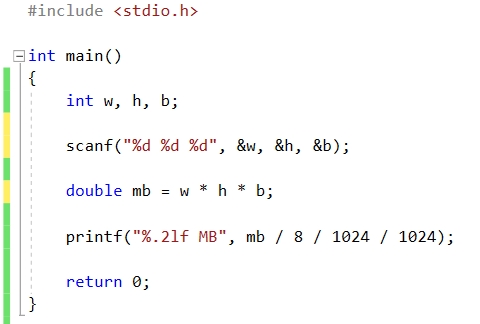 #include <stdio.h>
int main()
{
int w, h, b;
scanf("%d %d %d", &w, &h, &b);
double mb = w * h * b;
printf("%.2lf MB", mb / 8 / 1024 / 1024);
return 0;
}